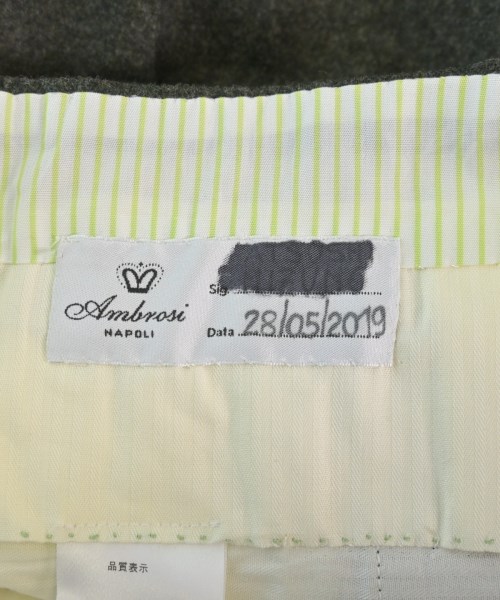 Ambrosi
NAPOLI
Sig.
Data 28/05/2019
品質表示